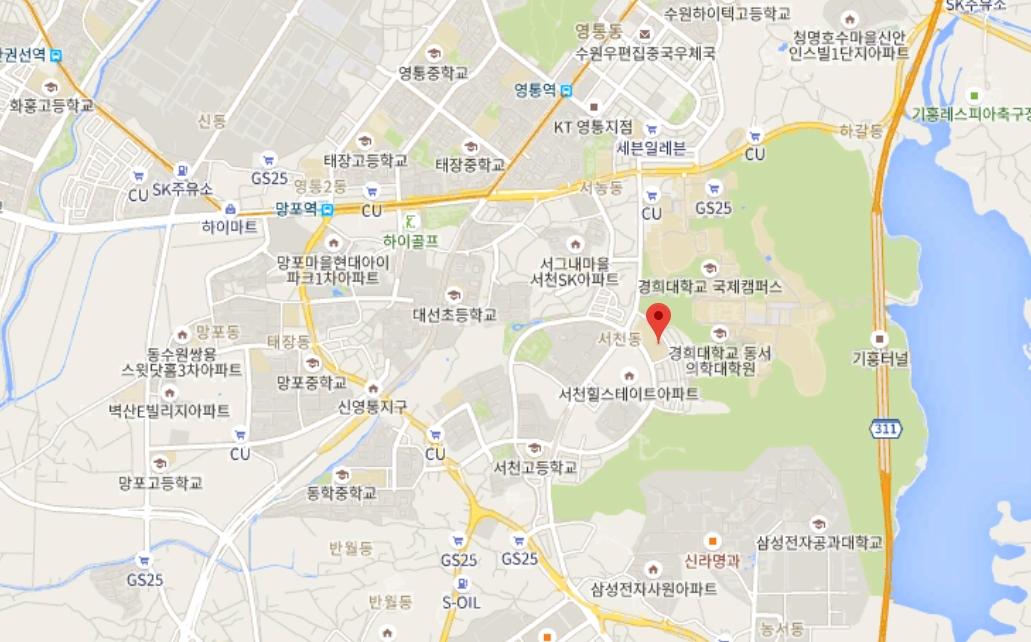 SK주유소
수원하이텍고등학교
영통동
청명호수마을신안
인스빌1단지아파트
수원우편집중국우체국
권선역
영통중학교
영통역
화홍고등학교
기흥레스피아축구장
신동
KT 영통지점
하갈동
태장고등학교
태장중학교
세븐일레븐
CU
GS25
CU
SK주유소
영통2동
CU
서농동
CU
GS25
망포역
하이마트
하이골프
망포마을현대아이
파크1차아파트
서그내마을
서천SK아파트
경희대학교 국제캠퍼스
대선초등학교
망포동
태장동
서천동
동수원쌍용
스윗닷홈3차아파트
경희대학교 동서
의학대학원
기흥터널
망포중학교
서천힐스테이트아파트
벽산E빌리지아파트
신영통지구
311
CU
CU
서천고등학교
망포고등학교
동학중학교
삼성전자공과대학교
반월동
GS25
GS25
신라명과
GS25
삼성전자사원아파트
반월동
S-OIL
농서동